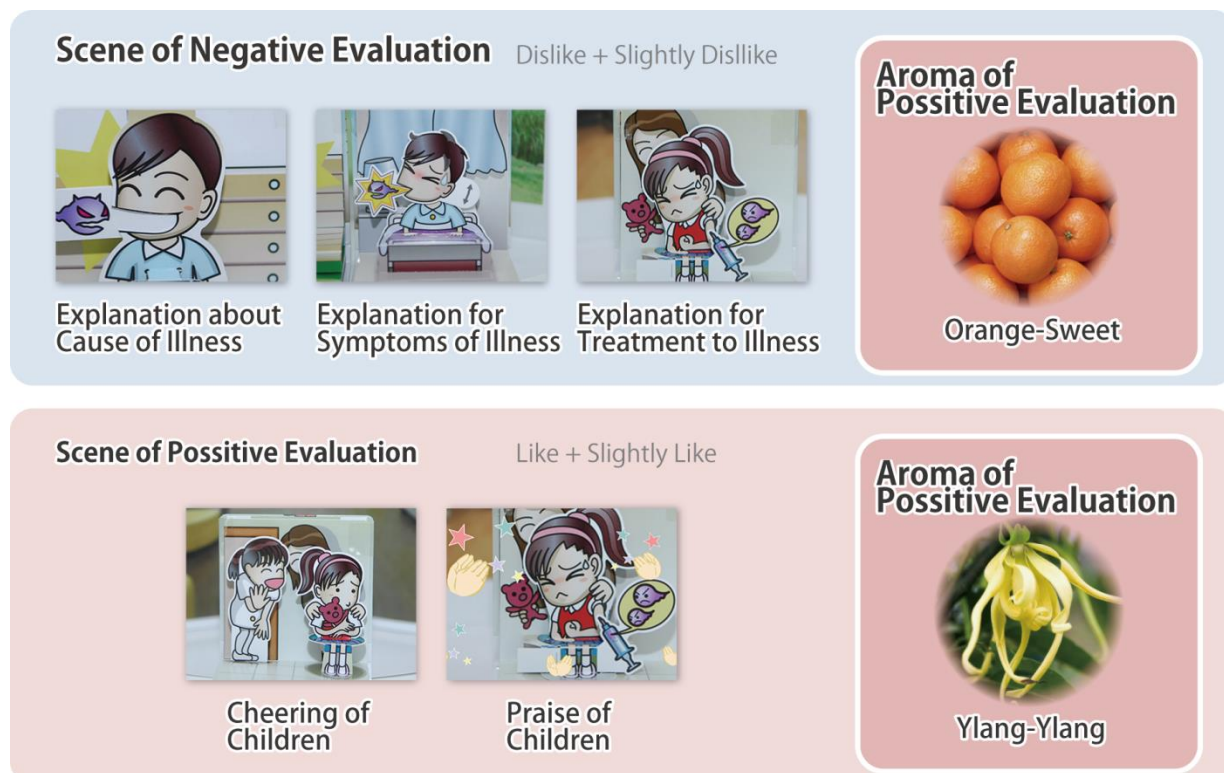 Scene of Negative Evaluation
Dislike + Slightly Disllike
Explanation about
Cause of Illness
Explanation for
Symptoms of Illness
Explanation for
Treatment to Illness
Aroma of
Possitive Evaluation
Orange-Sweet
Scene of Possitive Evaluation
Like + Slightly Like
Cheering of
Children
Praise of
Children
Aroma of
Possitive Evaluation
Ylang-Ylang